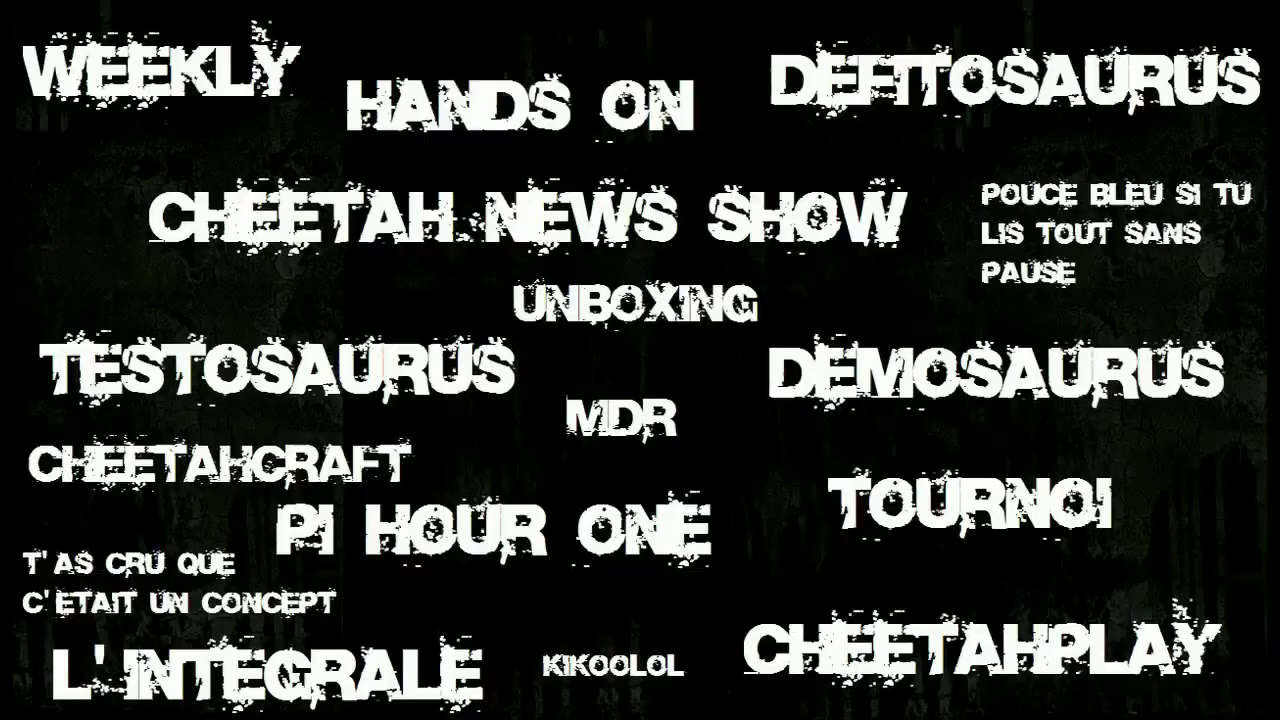 WEEKLY
HANDS ON
DEFITOSAURUS
CHEETAH NEWS SHOW
POUCE BLEU SI TU
LIS TOUT SANS
PAUSE
UNBOXING
TESTOSAURUS
DEMOSAURUS
MDR
CHEETAHCRAFT
TOURNOI
PI HOUR ONE
T'AS CRU QUE
C'ETAIT UN CONCEPT
L'INTEGRALE
KIKOOLOL
CHEETAHPLAY